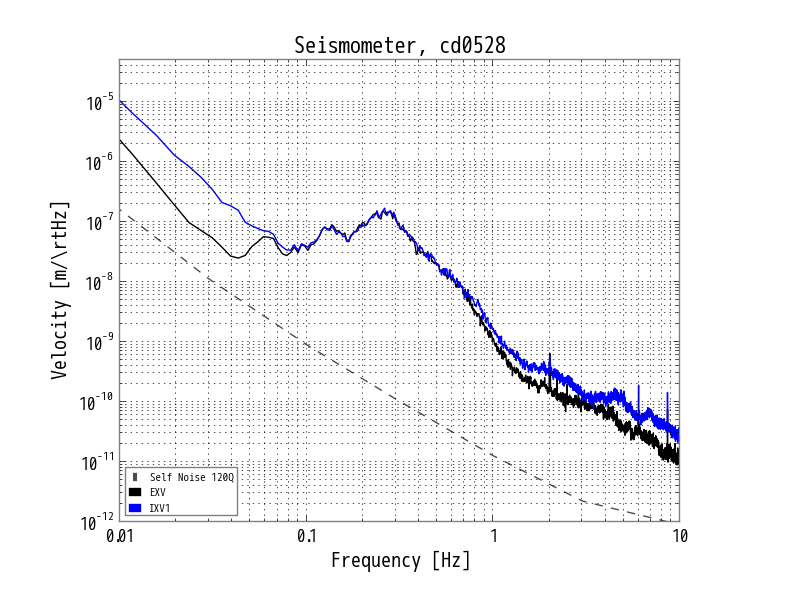 Seismometer, cd0528
Velocity [m/\rtHz]
10^-5
10^-6
10^-7
10^-8
10^-9
10^-10
10^-11
10^-12
Self Noise 120Q
EXV
IXV1
0.01 0.1 1 10
Frequency [Hz]